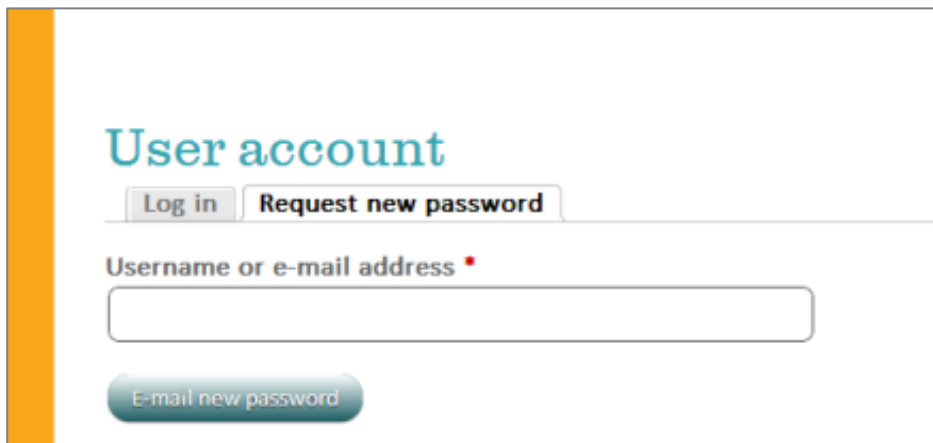 User account
Log in Request new password
Username or e-mail address *
E-mail new password